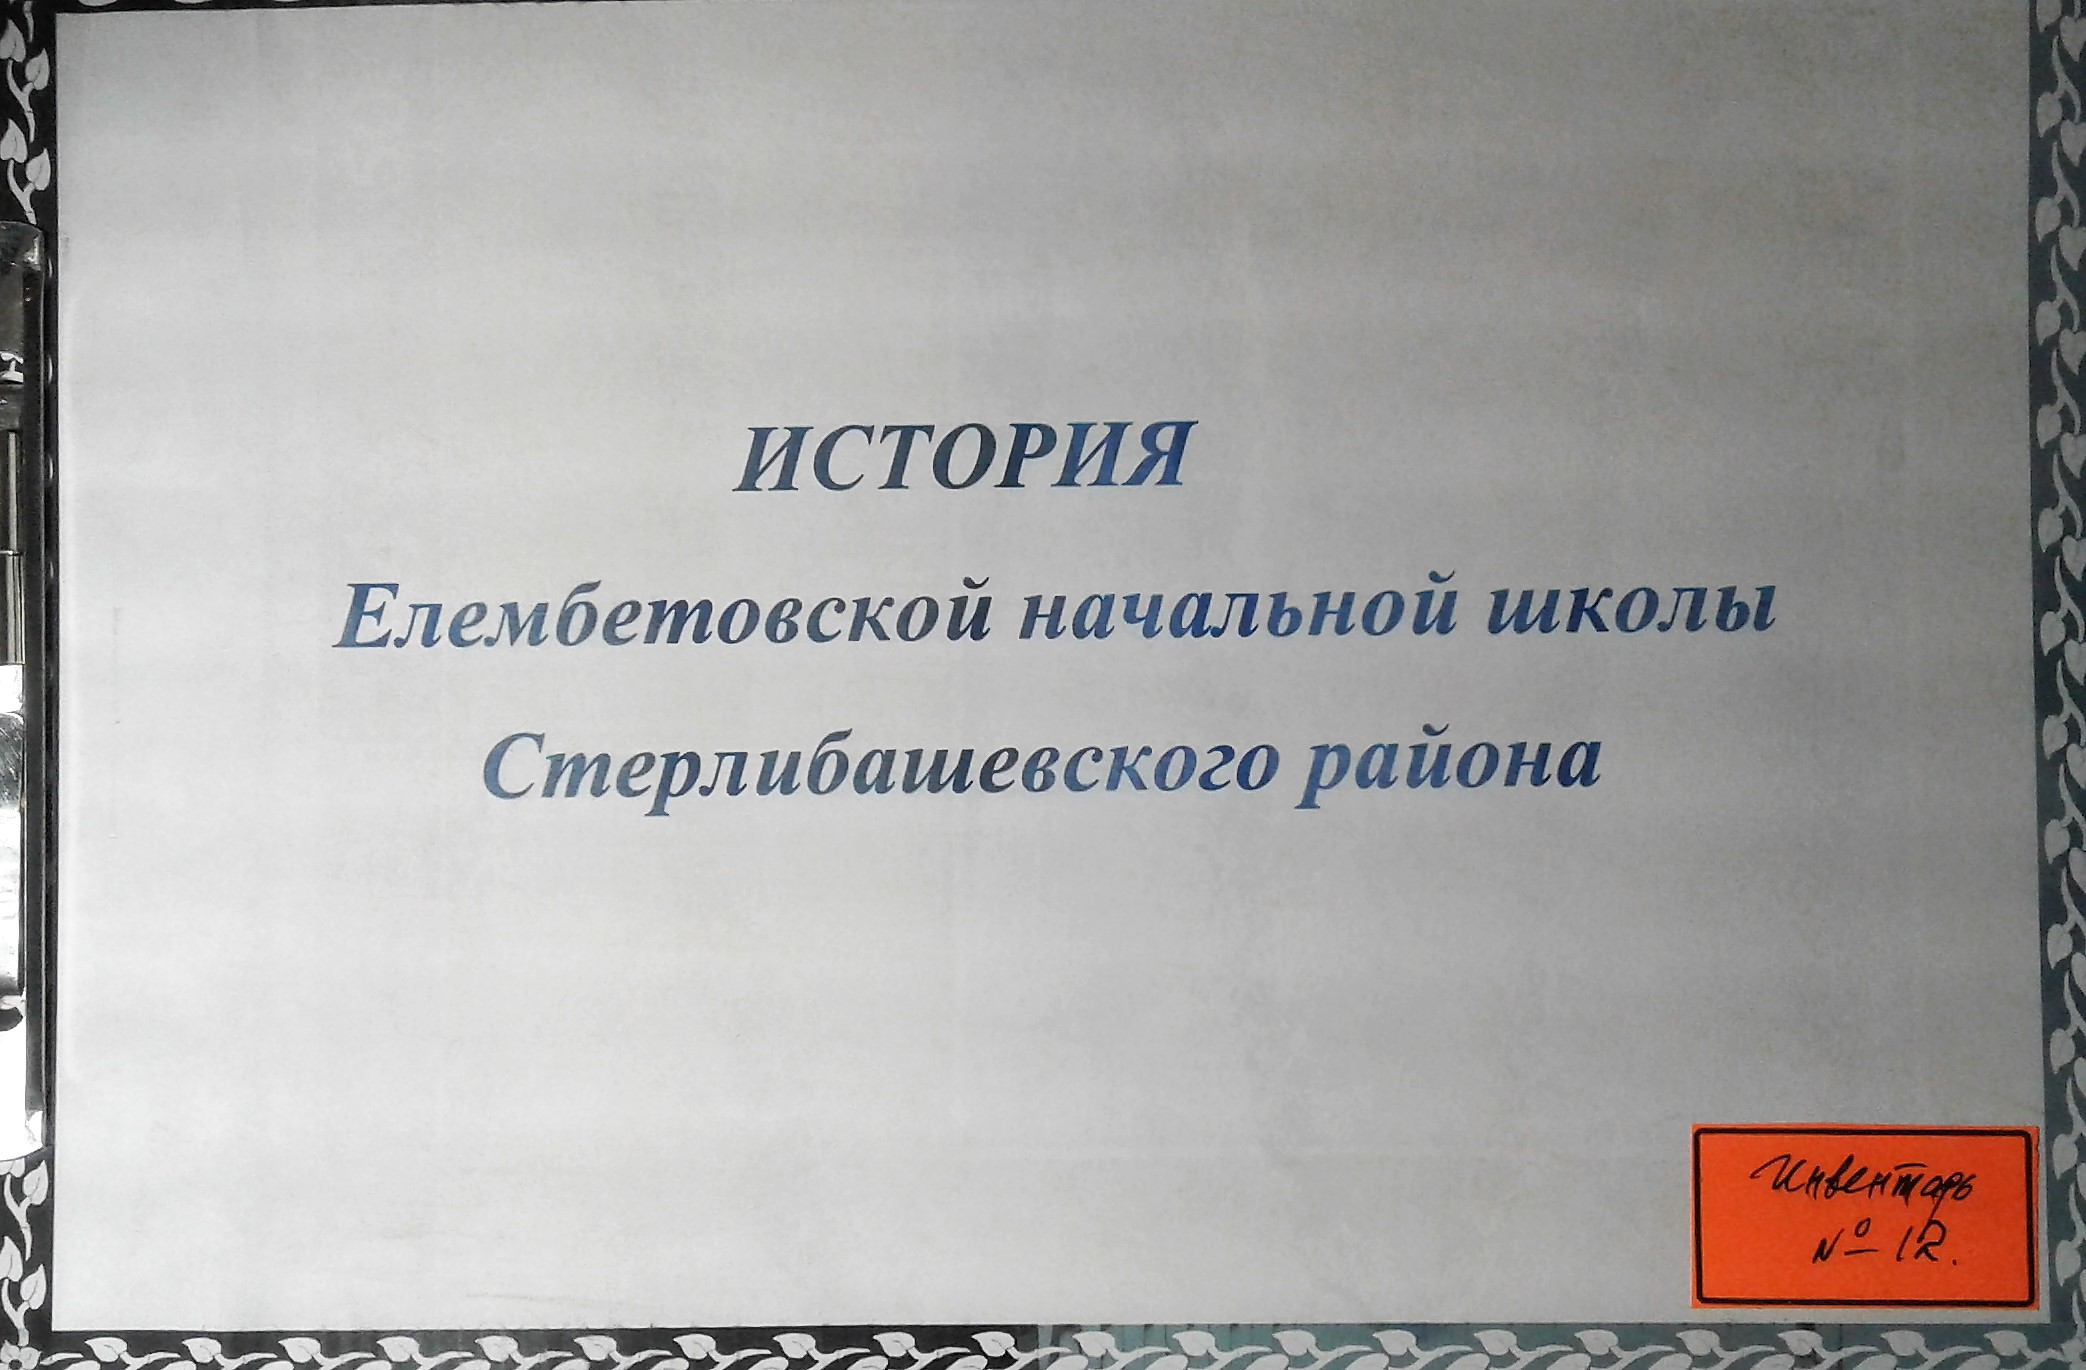 ИСТОРИЯ
Елембетовской начальной школы
Стерлибашевского района
Инвентарь
№ 12.